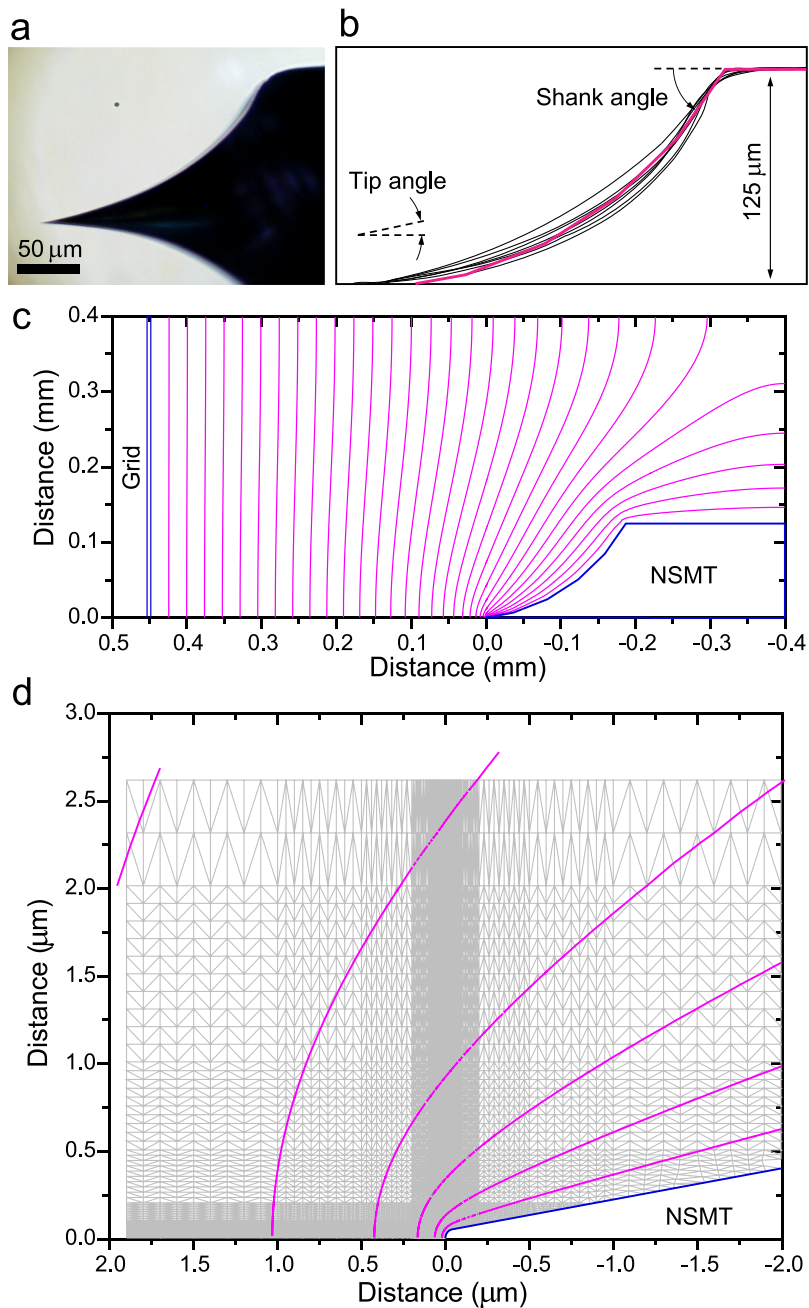 a
50 μm
b
Shank angle
Tip angle
125 μm
c
0.4
0.3
0.2
0.1
0.0
Distance (mm)
Grid
NSMT
0.5 0.4 0.3 0.2 0.1 0.0 -0.1 -0.2 -0.3 -0.4
Distance (mm)
d
3.0
2.5
2.0
1.5
1.0
0.5
0.0
Distance (μm)
NSMT
2.0 1.5 1.0 0.5 0.0 -0.5 -1.0 -1.5 -2.0
Distance (μm)